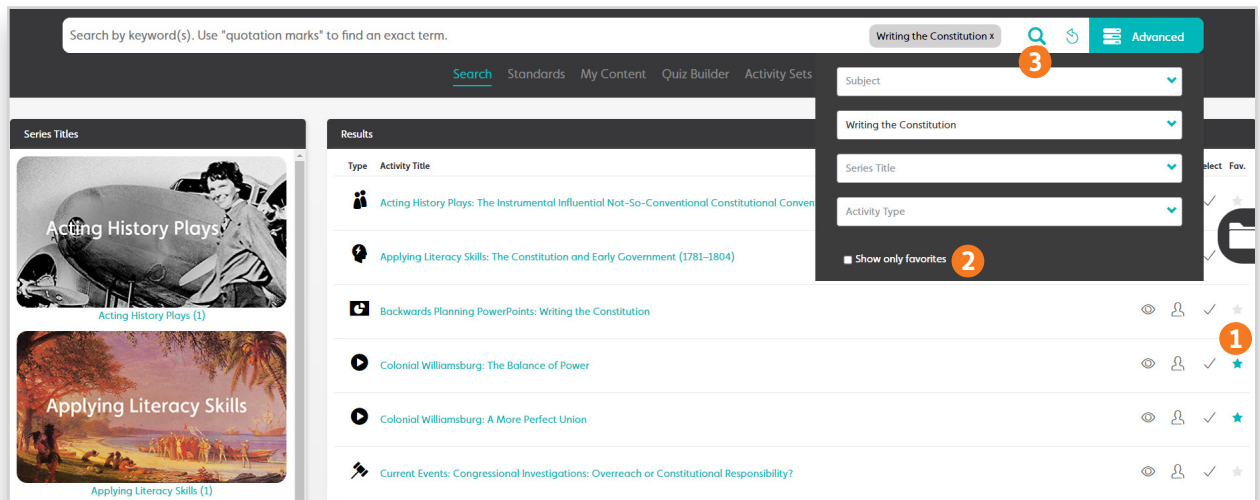 Search by keyword(s). Use "quotation marks" to find an exact term.
Writing the Constitution x
Advanced
3
Search Standards My Content Quiz Builder Activity Sets
Subject
Writing the Constitution
Series Title
Activity Type
Show only favorites
2
Series Titles
Acting History Plays
Acting History Plays (1)
Applying Literacy Skills
Applying Literacy Skills (1)
Results
Type Activity Title
elect Fav.
Acting History Plays: The Instrumental Influential Not-So-Conventional Constitutional Conven
Applying Literacy Skills: The Constitution and Early Government (1781–1804)
Backwards Planning PowerPoints: Writing the Constitution
1
Colonial Williamsburg: The Balance of Power
Colonial Williamsburg: A More Perfect Union
Current Events: Congressional Investigations: Overreach or Constitutional Responsibility?